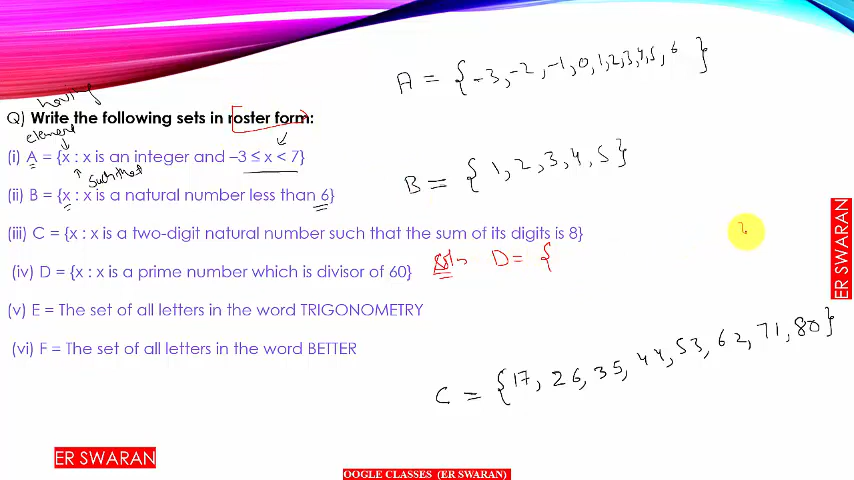 A = {-3, -2, -1, 0, 1, 2, 3, 4, 5, 6}
having
Q) Write the following sets in roster form:
element
(i) A = {x : x is an integer and –3 ≤ x < 7}
such that
B = {1, 2, 3, 4, 5}
(ii) B = {x : x is a natural number less than 6}
(iii) C = {x : x is a two-digit natural number such that the sum of its digits is 8}
(iv) D = {x : x is a prime number which is divisor of 60}
D = {
(v) E = The set of all letters in the word TRIGONOMETRY
(vi) F = The set of all letters in the word BETTER
C = {17, 26, 35, 44, 53, 62, 71, 80}
ER SWARAN
ER SWARAN
OOGLE CLASSES (ER SWARAN)